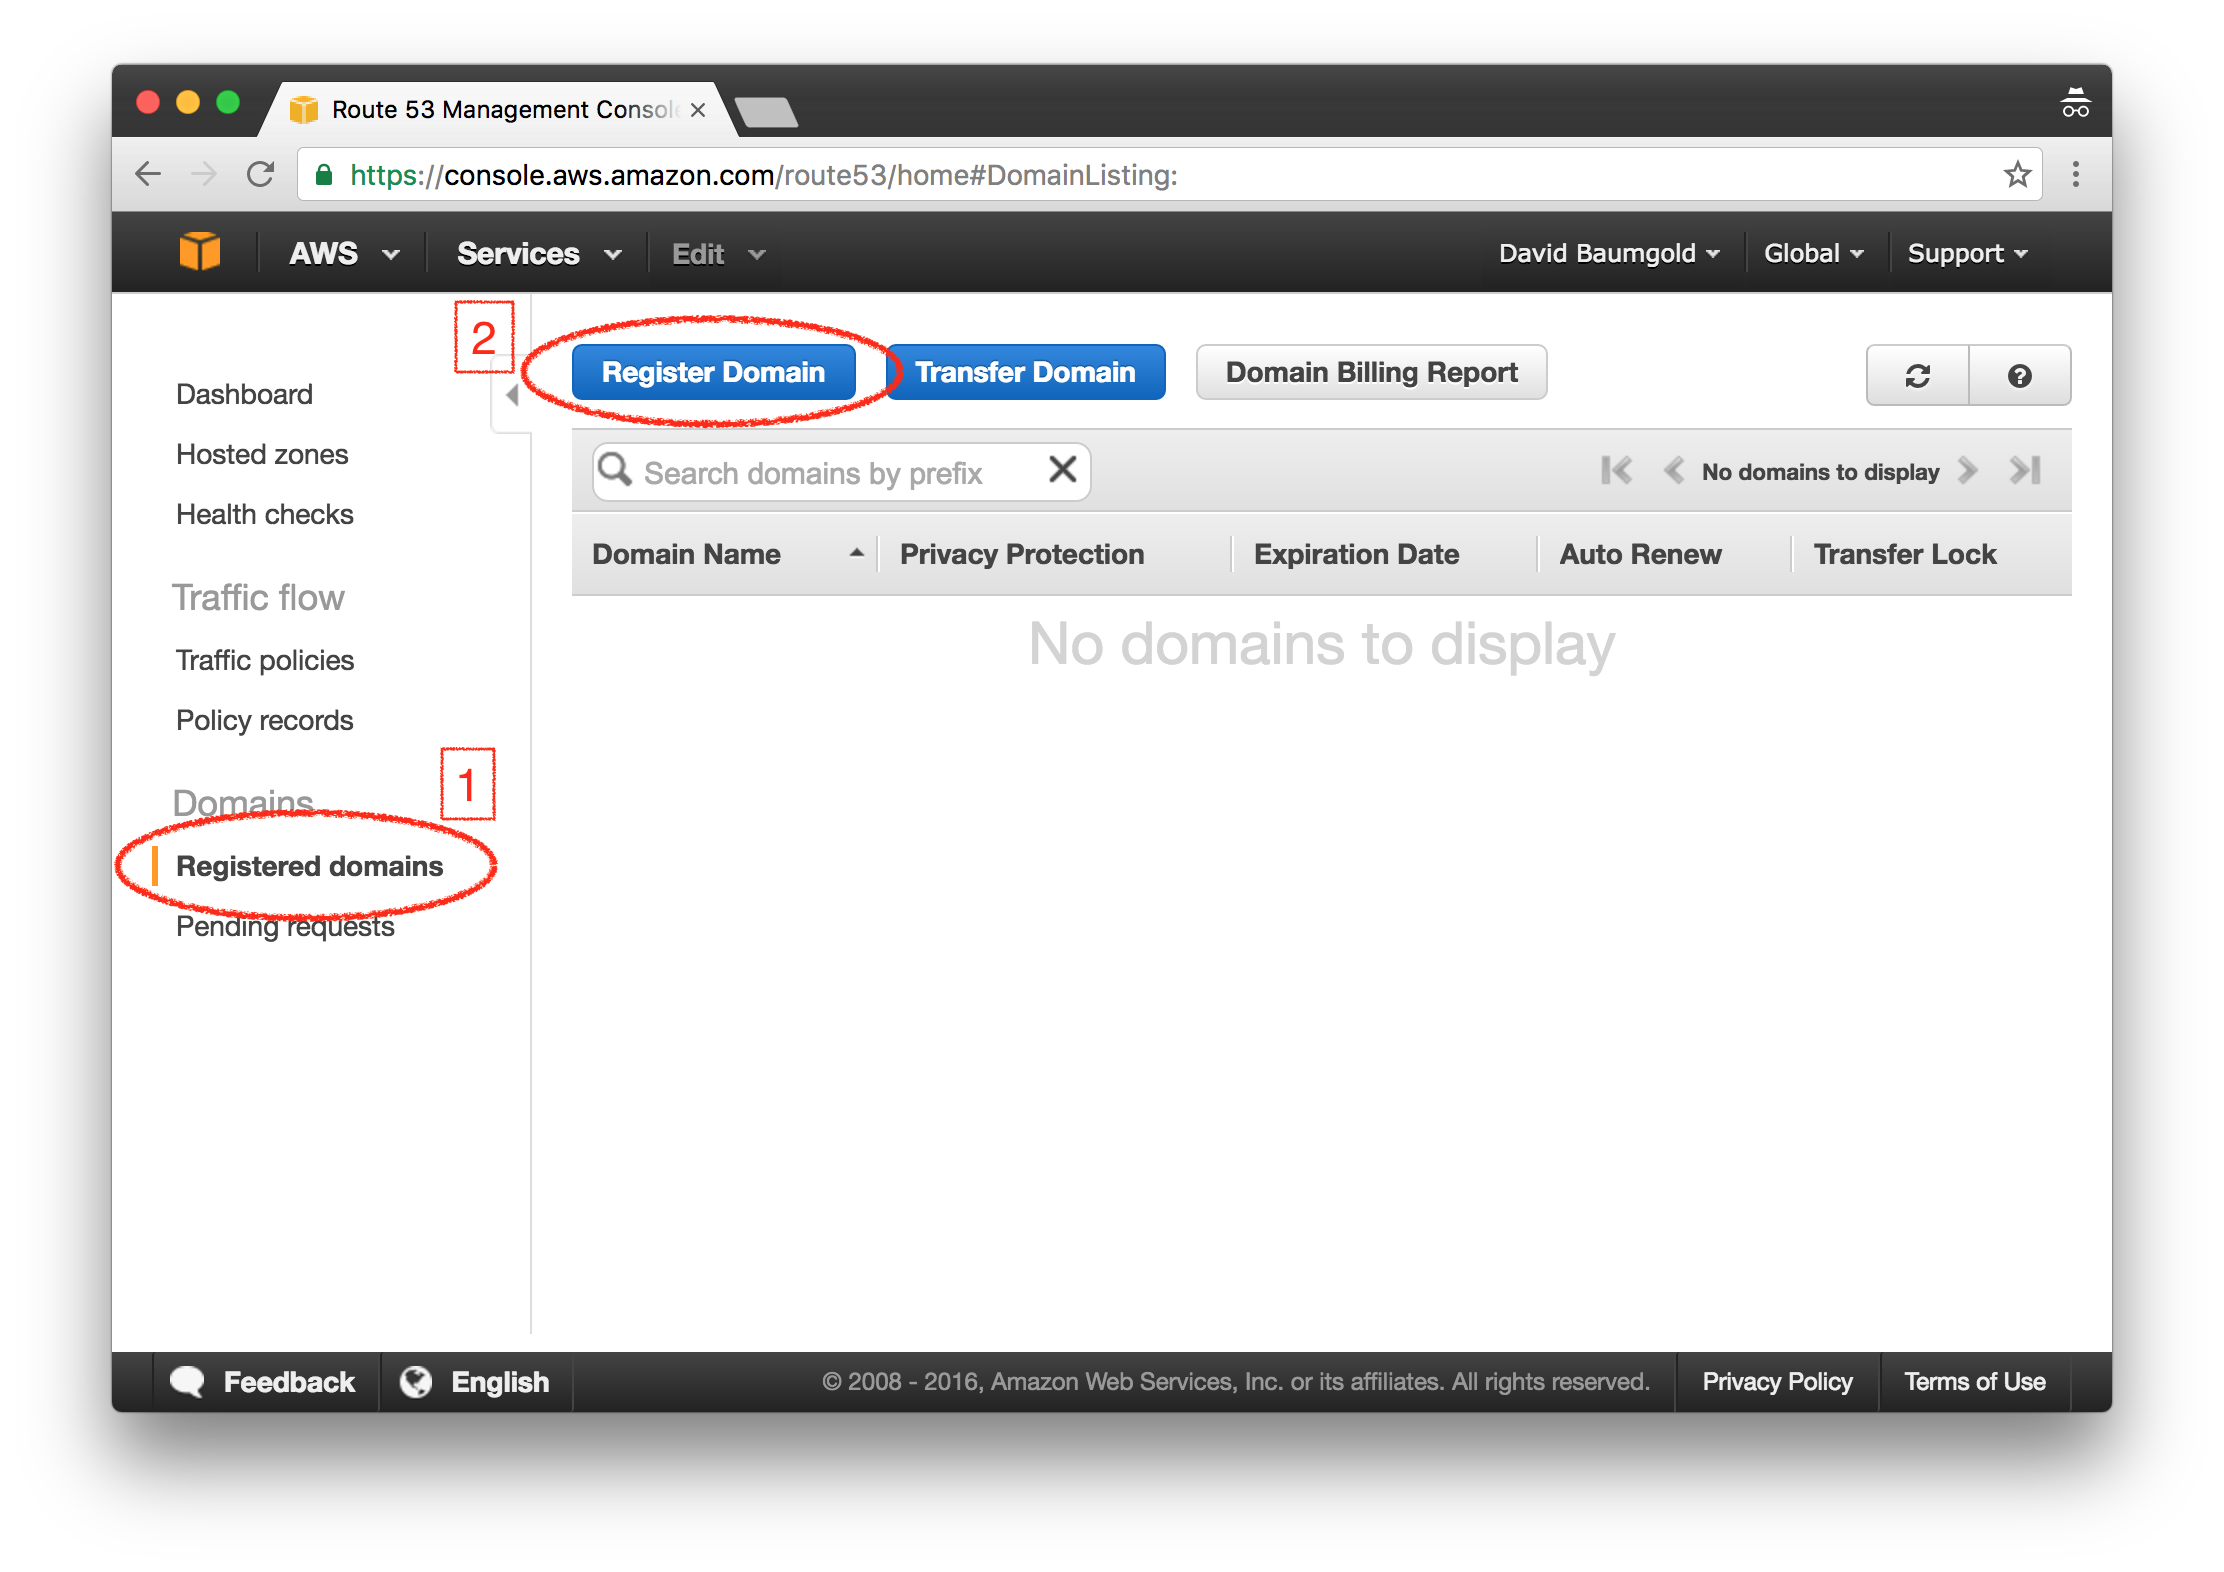 Route 53 Management Consol
https://console.aws.amazon.com/route53/home#DomainListing:
AWS Services Edit David Baumgold Global Support
2
Register Domain Transfer Domain Domain Billing Report
Dashboard
Hosted zones
Health checks
Traffic flow
Traffic policies
Policy records
1
Domains
Registered domains
Pending requests
Search domains by prefix No domains to display
Domain Name Privacy Protection Expiration Date Auto Renew Transfer Lock
No domains to display
Feedback English © 2008 - 2016, Amazon Web Services, Inc. or its affiliates. All rights reserved. Privacy Policy Terms of Use